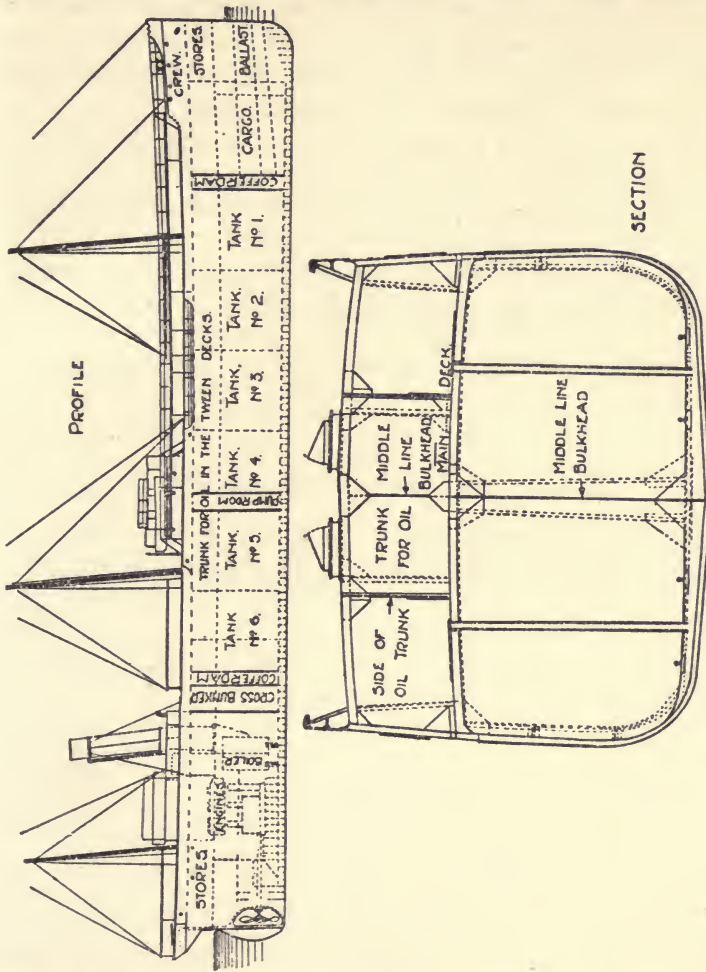 PROFILE
CREW.
STORES.
BALLAST
CARGO.
COFFERDAM
TRUNK FOR OIL IN THE TWEEN DECKS.
TANK
Nº 1.
TANK.
Nº 2.
TANK.
Nº 3.
TANK.
Nº 4.
PUMP ROOM
TANK.
Nº 5.
TANK
Nº 6.
COFFERDAM
CROSS BUNKER
BOILER
ENGINES
STORES
SECTION
SIDE OF
OIL TRUNK
TRUNK
FOR OIL
MIDDLE
LINE
BULKHEAD
MAIN DECK.
MIDDLE LINE
BULKHEAD